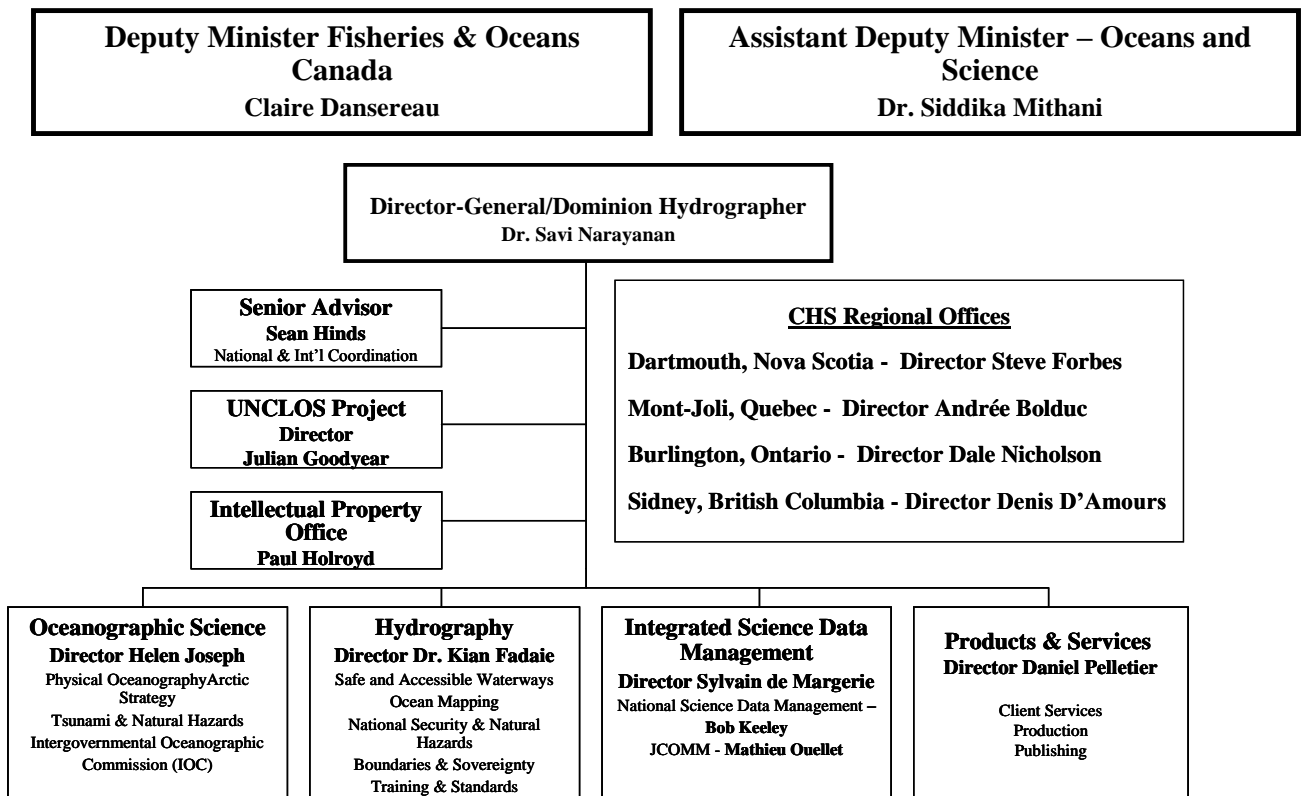 Deputy Minister Fisheries & Oceans
Canada
Claire Dansereau
Assistant Deputy Minister – Oceans and
Science
Dr. Siddika Mithani
Director-General/Dominion Hydrographer
Dr. Savi Narayanan
Senior Advisor
Sean Hinds
National & Int’l Coordination
UNCLOS Project
Director
Julian Goodyear
Intellectual Property
Office
Paul Holroyd
CHS Regional Offices
Dartmouth, Nova Scotia - Director Steve Forbes
Mont-Joli, Quebec - Director Andrée Bolduc
Burlington, Ontario - Director Dale Nicholson
Sidney, British Columbia - Director Denis D’Amours
Oceanographic Science
Director Helen Joseph
Physical OceanographyArctic
Strategy
Tsunami & Natural Hazards
Intergovernmental Oceanographic
Commission (IOC)
Hydrography
Director Dr. Kian Fadaie
Safe and Accessible Waterways
Ocean Mapping
National Security & Natural
Hazards
Boundaries & Sovereignty
Training & Standards
Integrated Science Data
Management
Director Sylvain de Margerie
National Science Data Management –
Bob Keeley
JCOMM - Mathieu Ouellet
Products & Services
Director Daniel Pelletier
Client Services
Production
Publishing